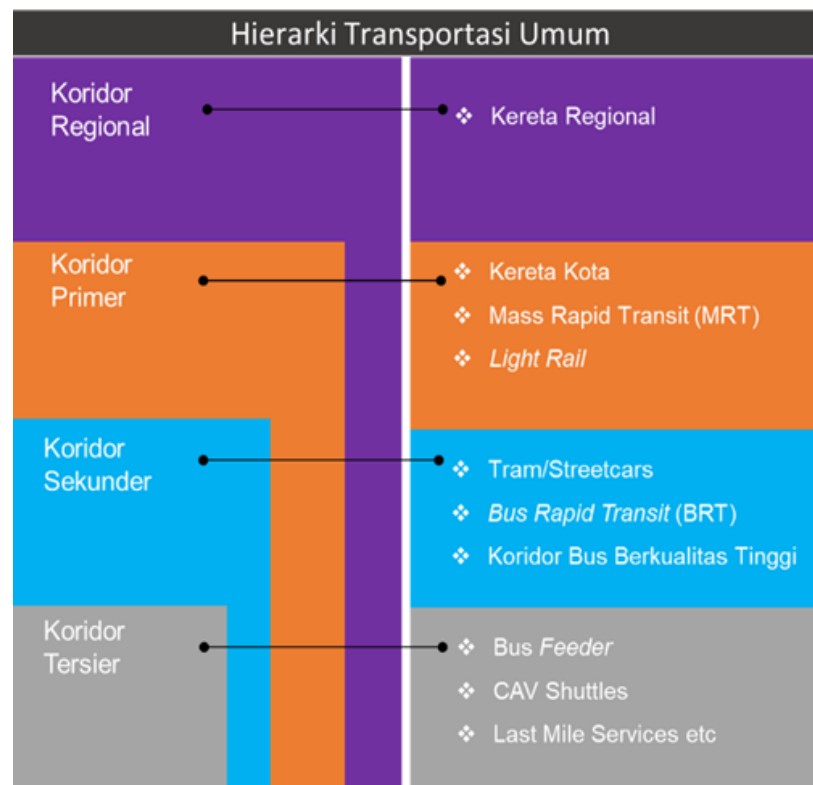 Hierarki Transportasi Umum
Koridor
Regional
❖ Kereta Regional
Koridor
Primer
❖ Kereta Kota
❖ Mass Rapid Transit (MRT)
❖ Light Rail
Koridor
Sekunder
❖ Tram/Streetcars
❖ Bus Rapid Transit (BRT)
❖ Koridor Bus Berkualitas Tinggi
Koridor
Tersier
❖ Bus Feeder
❖ CAV Shuttles
❖ Last Mile Services etc